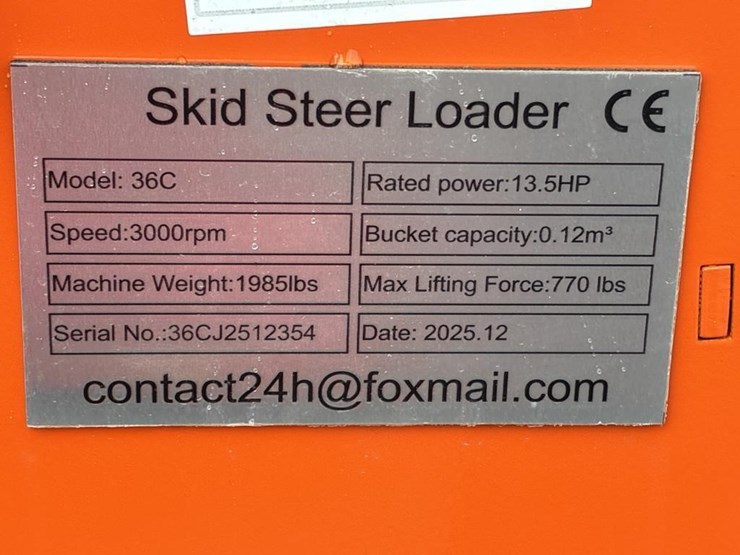 Skid Steer Loader CE
Model: 36C
Rated power:13.5HP
Speed:3000rpm
Bucket capacity:0.12m³
Machine Weight:1985lbs
Max Lifting Force:770 lbs
Serial No.:36CJ2512354
Date: 2025.12
contact24h@foxmail.com